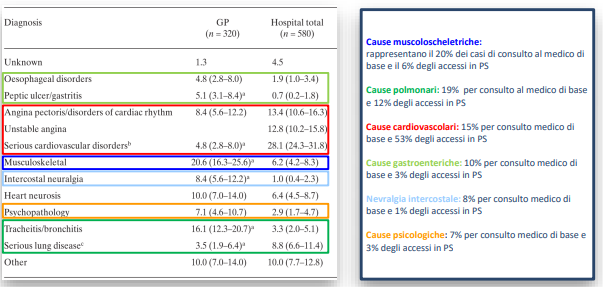 Diagnosis GP Hospital total
(n = 320) (n = 580)
Unknown 1.3 4.5
Oesophageal disorders 4.8 (2.8–8.0) 1.9 (1.0–3.4)
Peptic ulcer/gastritis 5.1 (3.1–8.4)ᵃ 0.7 (0.2–1.8)
Angina pectoris/disorders of cardiac rhythm 8.4 (5.6–12.2) 13.4 (10.6–16.3)
Unstable angina 12.8 (10.2–15.8)
Serious cardiovascular disordersᵇ 4.8 (2.8–8.0)ᵃ 28.1 (24.3–31.8)
Musculoskeletal 20.6 (16.3–25.6)ᵃ 6.2 (4.2–8.3)
Intercostal neuralgia 8.4 (5.6–12.2)ᵃ 1.0 (0.4–2.3)
Heart neurosis 10.0 (7.0–14.0) 6.4 (4.5–8.7)
Psychopathology 7.1 (4.6–10.7) 2.9 (1.7–4.7)
Tracheitis/bronchitis 16.1 (12.3–20.7)ᵃ 3.3 (2.0–5.1)
Serious lung diseaseᶜ 3.5 (1.9–6.4)ᵃ 8.8 (6.6–11.4)
Other 10.0 (7.0–14.0) 10.0 (7.7–12.8)
Cause muscoloscheletriche:
rappresentano il 20% dei casi di consulto al medico di
base e il 6% degli accessi in PS
Cause polmonari: 19% per consulto al medico di base
e 12% degli accessi in PS
Cause cardiovascolari: 15% per consulto medico di
base e 53% degli accessi in PS
Cause gastroenteriche: 10% per consulto medico di
base e 3% degli accessi in PS
Nevralgia intercostale: 8% per consulto medico di
base e 1% degli accessi in PS
Cause psicologiche: 7% per consulto medico di base e
3% degli accessi in PS